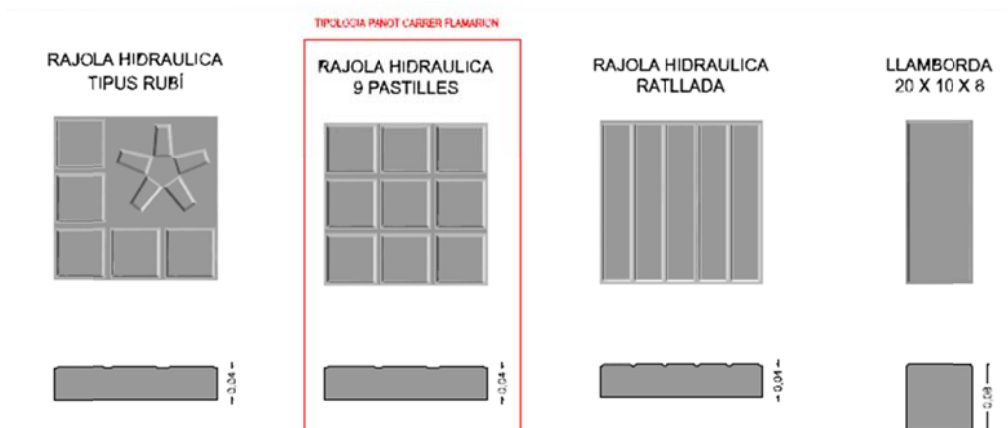 TIPOLOGIA PANOT CARRER FLAMARION
RAJOLA HIDRAULICA
TIPUS RUBÍ
RAJOLA HIDRAULICA
9 PASTILLES
RAJOLA HIDRAULICA
RATLLADA
LLAMBORDA
20 X 10 X 8
0,04
0,04
0,04
0,08